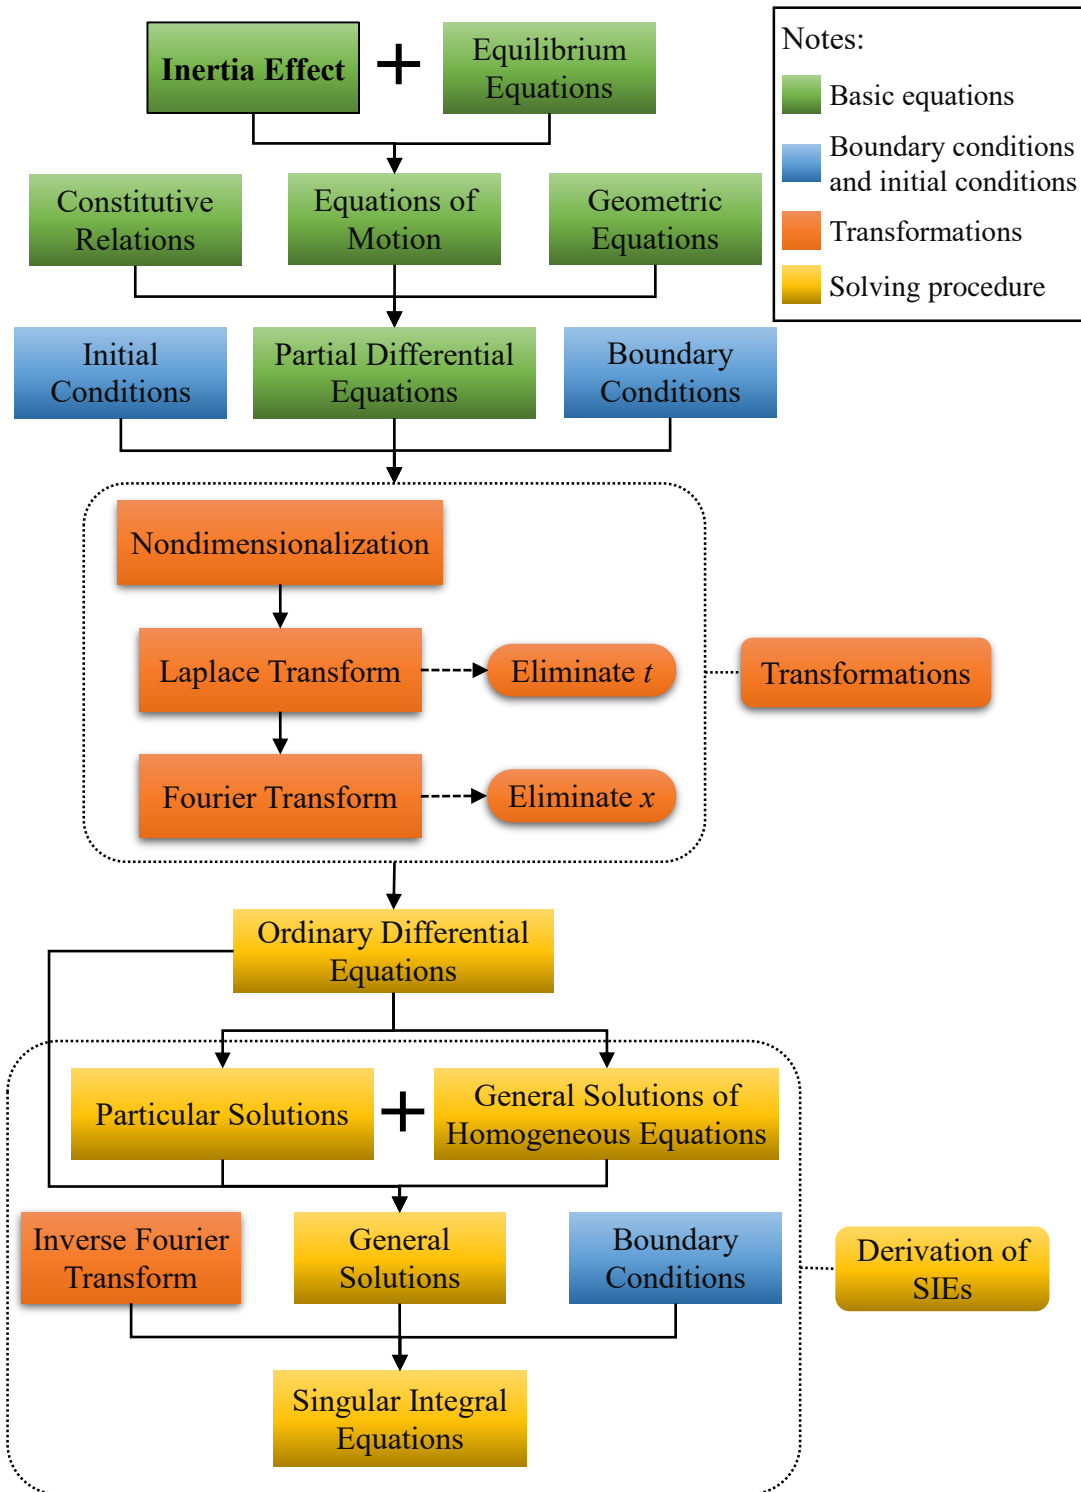 Inertia Effect
+
Equilibrium
Equations
Notes:
Basic equations
Boundary conditions
and initial conditions
Transformations
Solving procedure
Constitutive
Relations
Equations of
Motion
Geometric
Equations
Initial
Conditions
Partial Differential
Equations
Boundary
Conditions
Nondimensionalization
Laplace Transform
Eliminate t
Transformations
Fourier Transform
Eliminate x
Ordinary Differential
Equations
Particular Solutions
+
General Solutions of
Homogeneous Equations
Inverse Fourier
Transform
General
Solutions
Boundary
Conditions
Derivation of
SIEs
Singular Integral
Equations